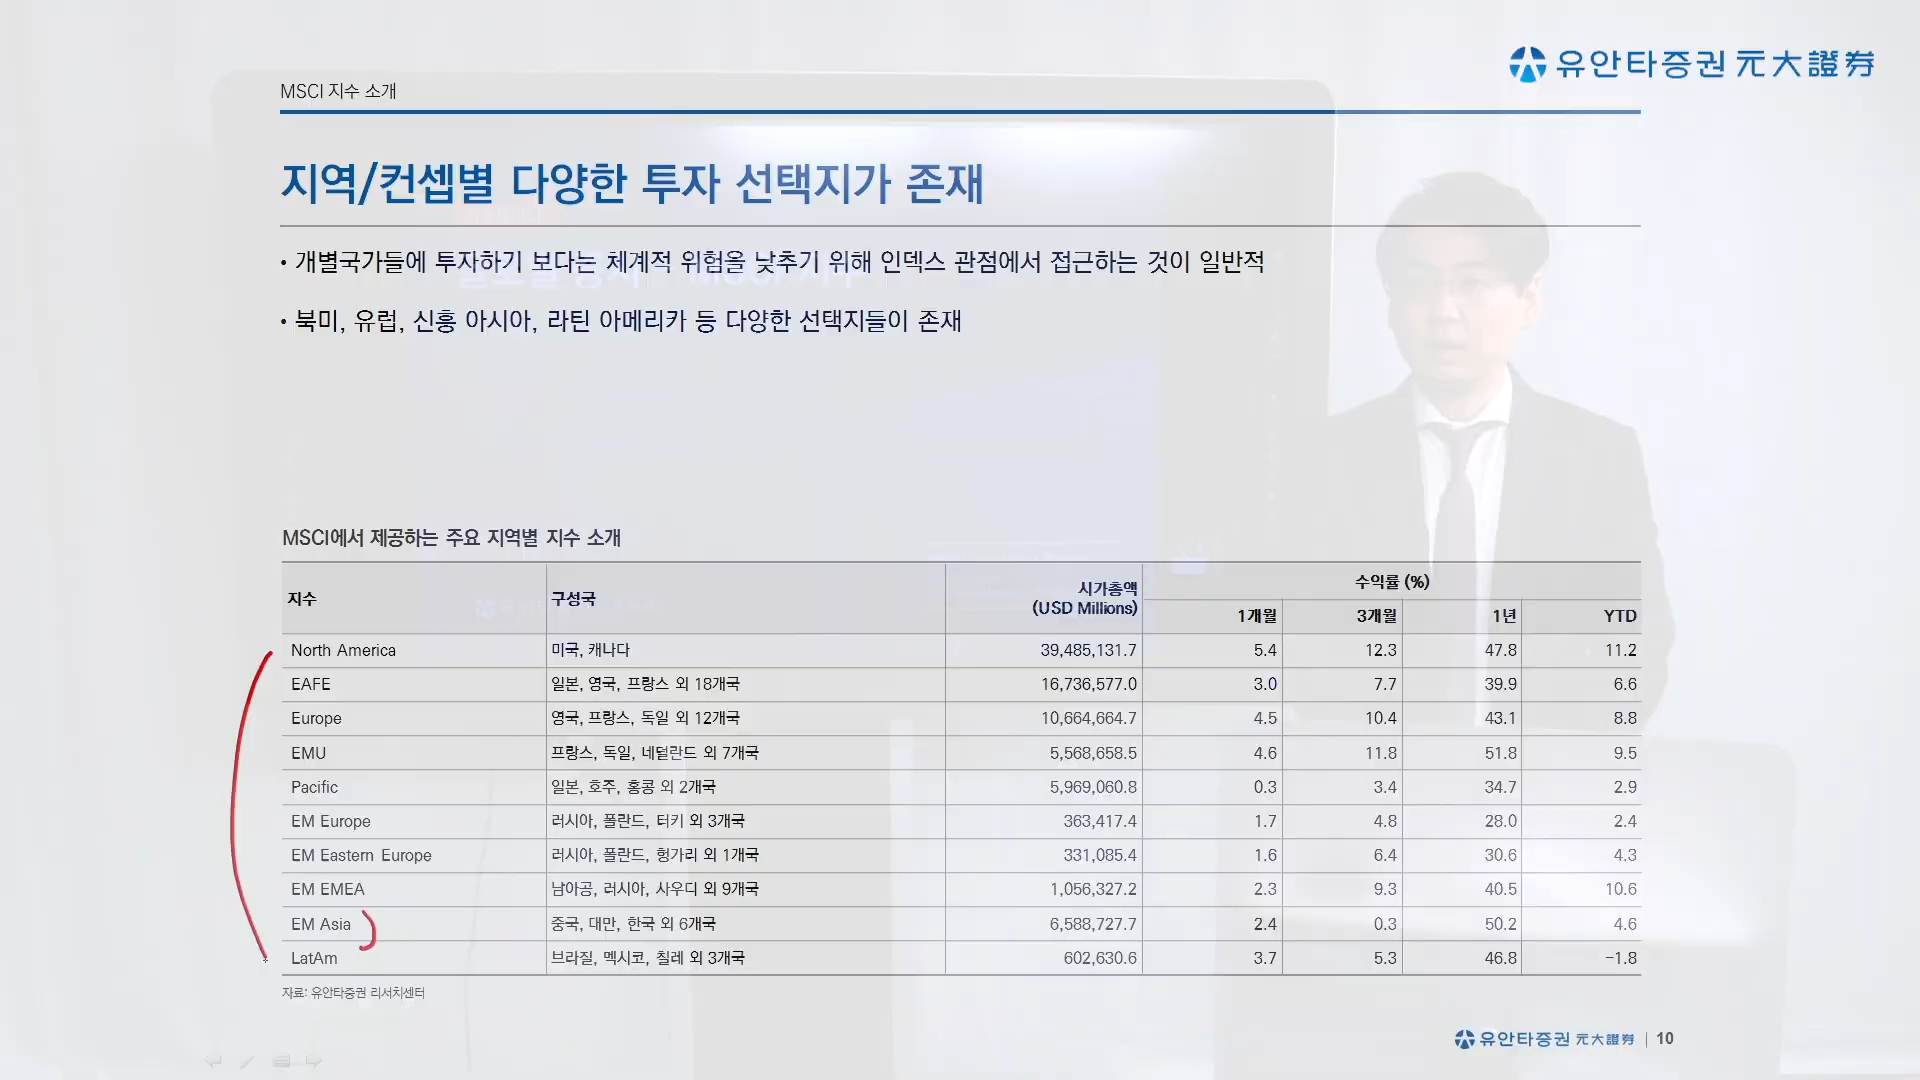 유안타증권 元大證券
MSCI 지수 소개
지역/컨셉별 다양한 투자 선택지가 존재
• 개별국가들에 투자하기 보다는 체계적 위험을 낮추기 위해 인덱스 관점에서 접근하는 것이 일반적
• 북미, 유럽, 신흥 아시아, 라틴 아메리카 등 다양한 선택지들이 존재
MSCI에서 제공하는 주요 지역별 지수 소개
지수 구성국 시가총액 (USD Millions) 수익률 (%)
1개월 3개월 1년 YTD
North America 미국, 캐나다 39,485,131.7 5.4 12.3 47.8 11.2
EAFE 일본, 영국, 프랑스 외 18개국 16,736,577.0 3.0 7.7 39.9 6.6
Europe 영국, 프랑스, 독일 외 12개국 10,664,664.7 4.5 10.4 43.1 8.8
EMU 프랑스, 독일, 네덜란드 외 7개국 5,568,658.5 4.6 11.8 51.8 9.5
Pacific 일본, 호주, 홍콩 외 2개국 5,969,060.8 0.3 3.4 34.7 2.9
EM Europe 러시아, 폴란드, 터키 외 3개국 363,417.4 1.7 4.8 28.0 2.4
EM Eastern Europe 러시아, 폴란드, 헝가리 외 1개국 331,085.4 1.6 6.4 30.6 4.3
EM EMEA 남아공, 러시아, 사우디 외 9개국 1,056,327.2 2.3 9.3 40.5 10.6
EM Asia 중국, 대만, 한국 외 6개국 6,588,727.7 2.4 0.3 50.2 4.6
LatAm 브라질, 멕시코, 칠레 외 3개국 602,630.6 3.7 5.3 46.8 -1.8
자료: 유안타증권 리서치센터
유안타증권 元大證券 | 10